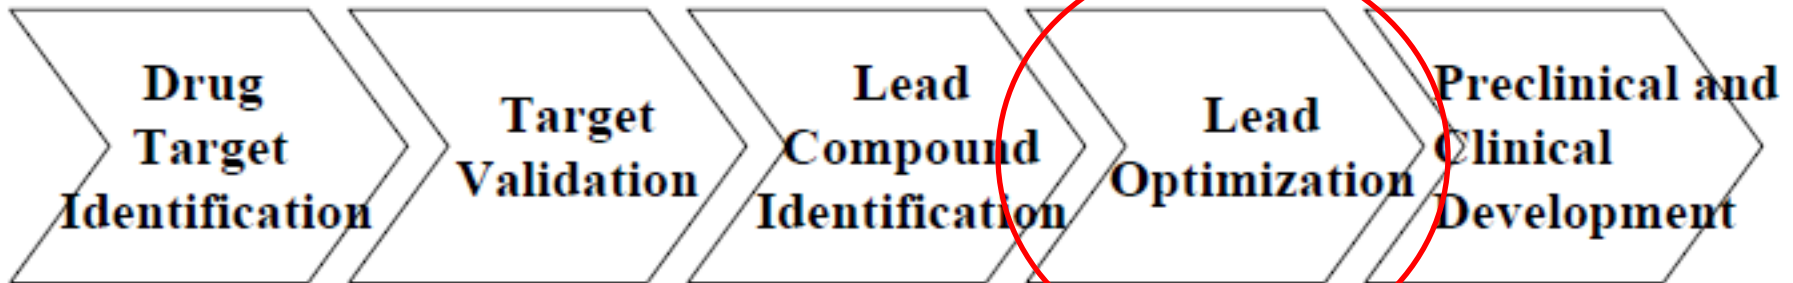 Drug
Target
Identification
Target
Validation
Lead
Compound
Identification
Lead
Optimization
Preclinical and
Clinical
Development